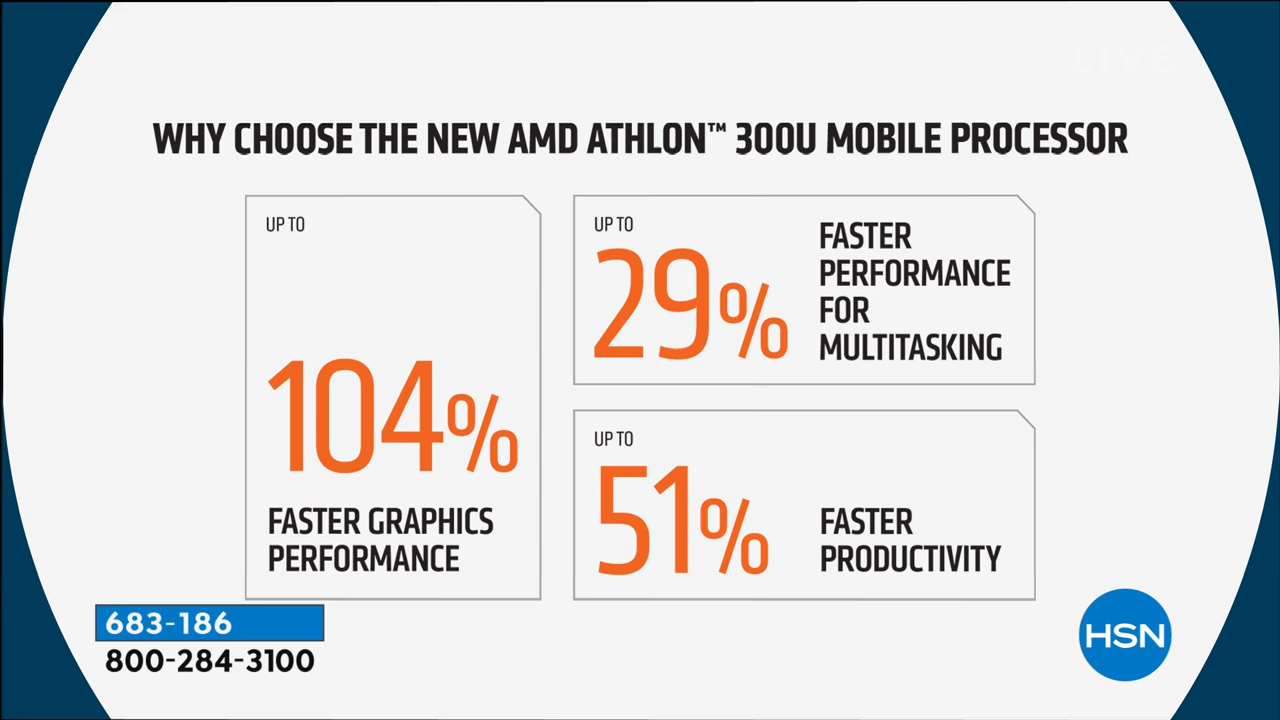 LIVE
WHY CHOOSE THE NEW AMD ATHLON™ 300U MOBILE PROCESSOR
UP TO
104%
FASTER GRAPHICS
PERFORMANCE
UP TO
29%
FASTER
PERFORMANCE
FOR
MULTITASKING
UP TO
51%
FASTER
PRODUCTIVITY
683-186
800-284-3100
HSN